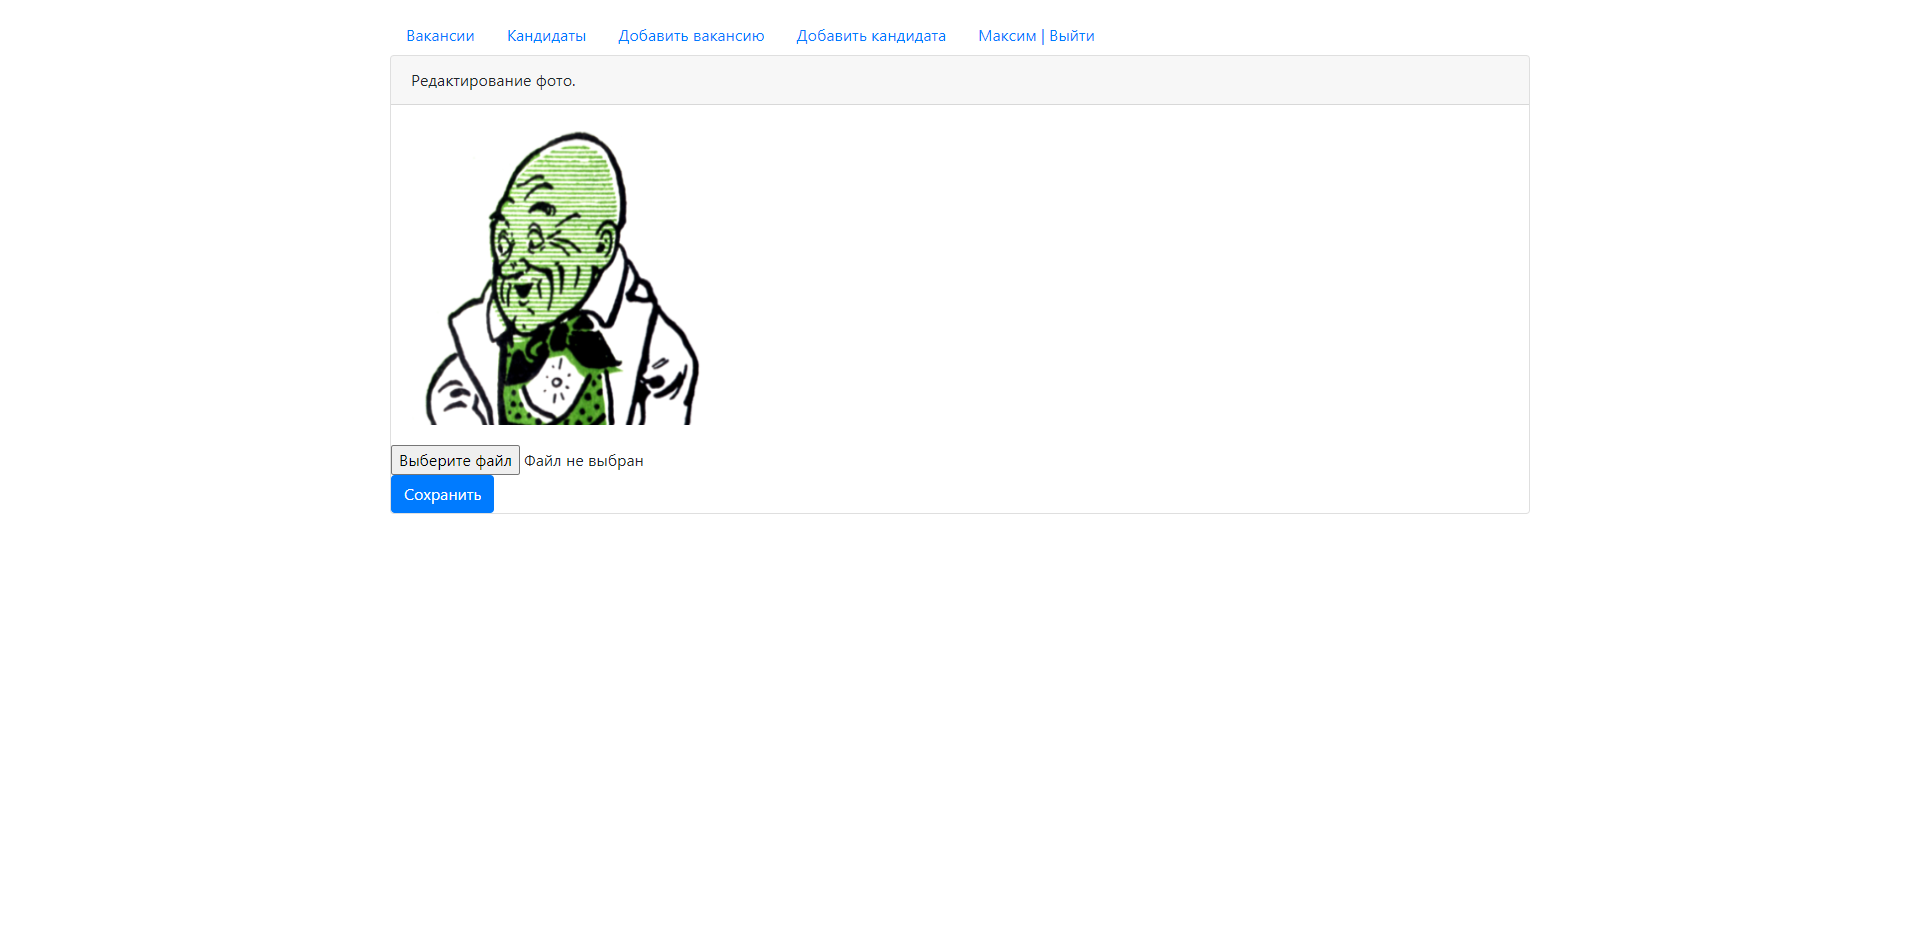 Вакансии Кандидаты Добавить вакансию Добавить кандидата Максим | Выйти
Редактирование фото.
Выберите файл Файл не выбран
Сохранить